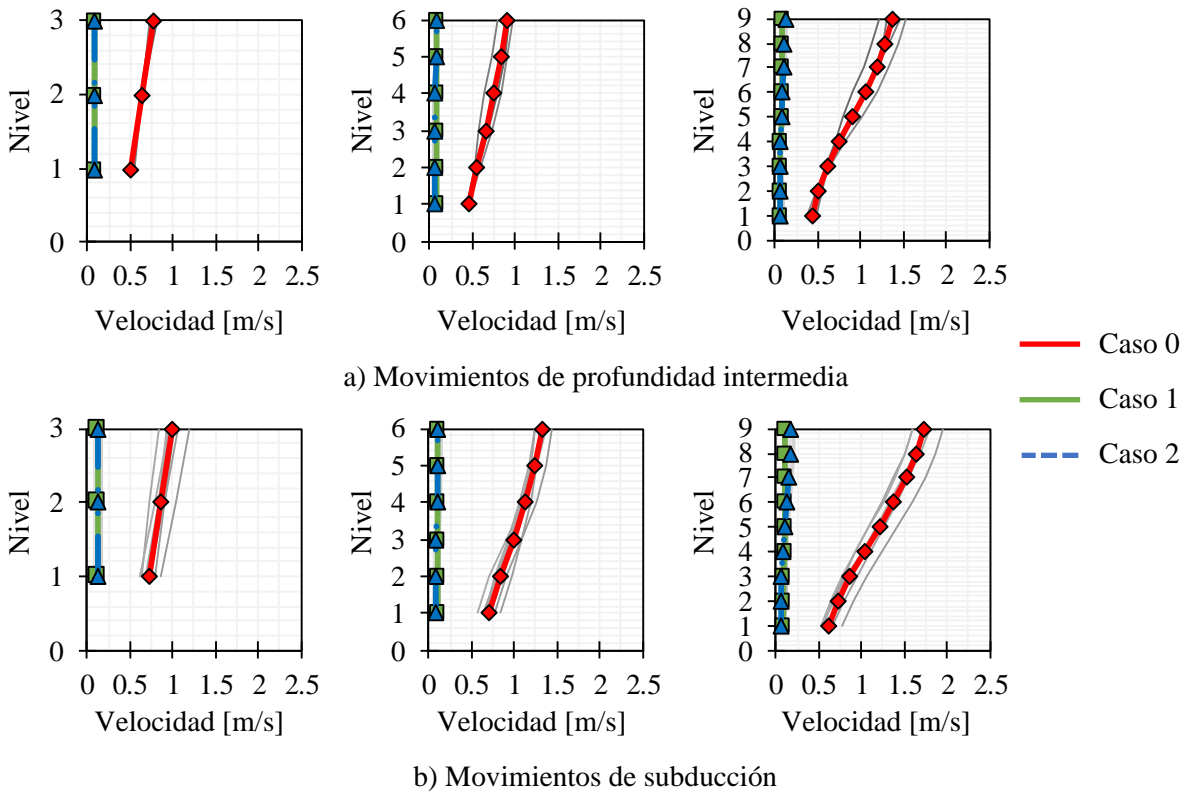 3
2
1
0
Nivel
0 0.5 1 1.5 2 2.5
Velocidad [m/s]
6
5
4
3
2
1
0
Nivel
0 0.5 1 1.5 2 2.5
Velocidad [m/s]
9
8
7
6
5
4
3
2
1
0
Nivel
0 0.5 1 1.5 2 2.5
Velocidad [m/s]
a) Movimientos de profundidad intermedia
3
2
1
0
Nivel
0 0.5 1 1.5 2 2.5
Velocidad [m/s]
6
5
4
3
2
1
0
Nivel
0 0.5 1 1.5 2 2.5
Velocidad [m/s]
9
8
7
6
5
4
3
2
1
0
Nivel
0 0.5 1 1.5 2 2.5
Velocidad [m/s]
b) Movimientos de subducción
Caso 0
Caso 1
Caso 2